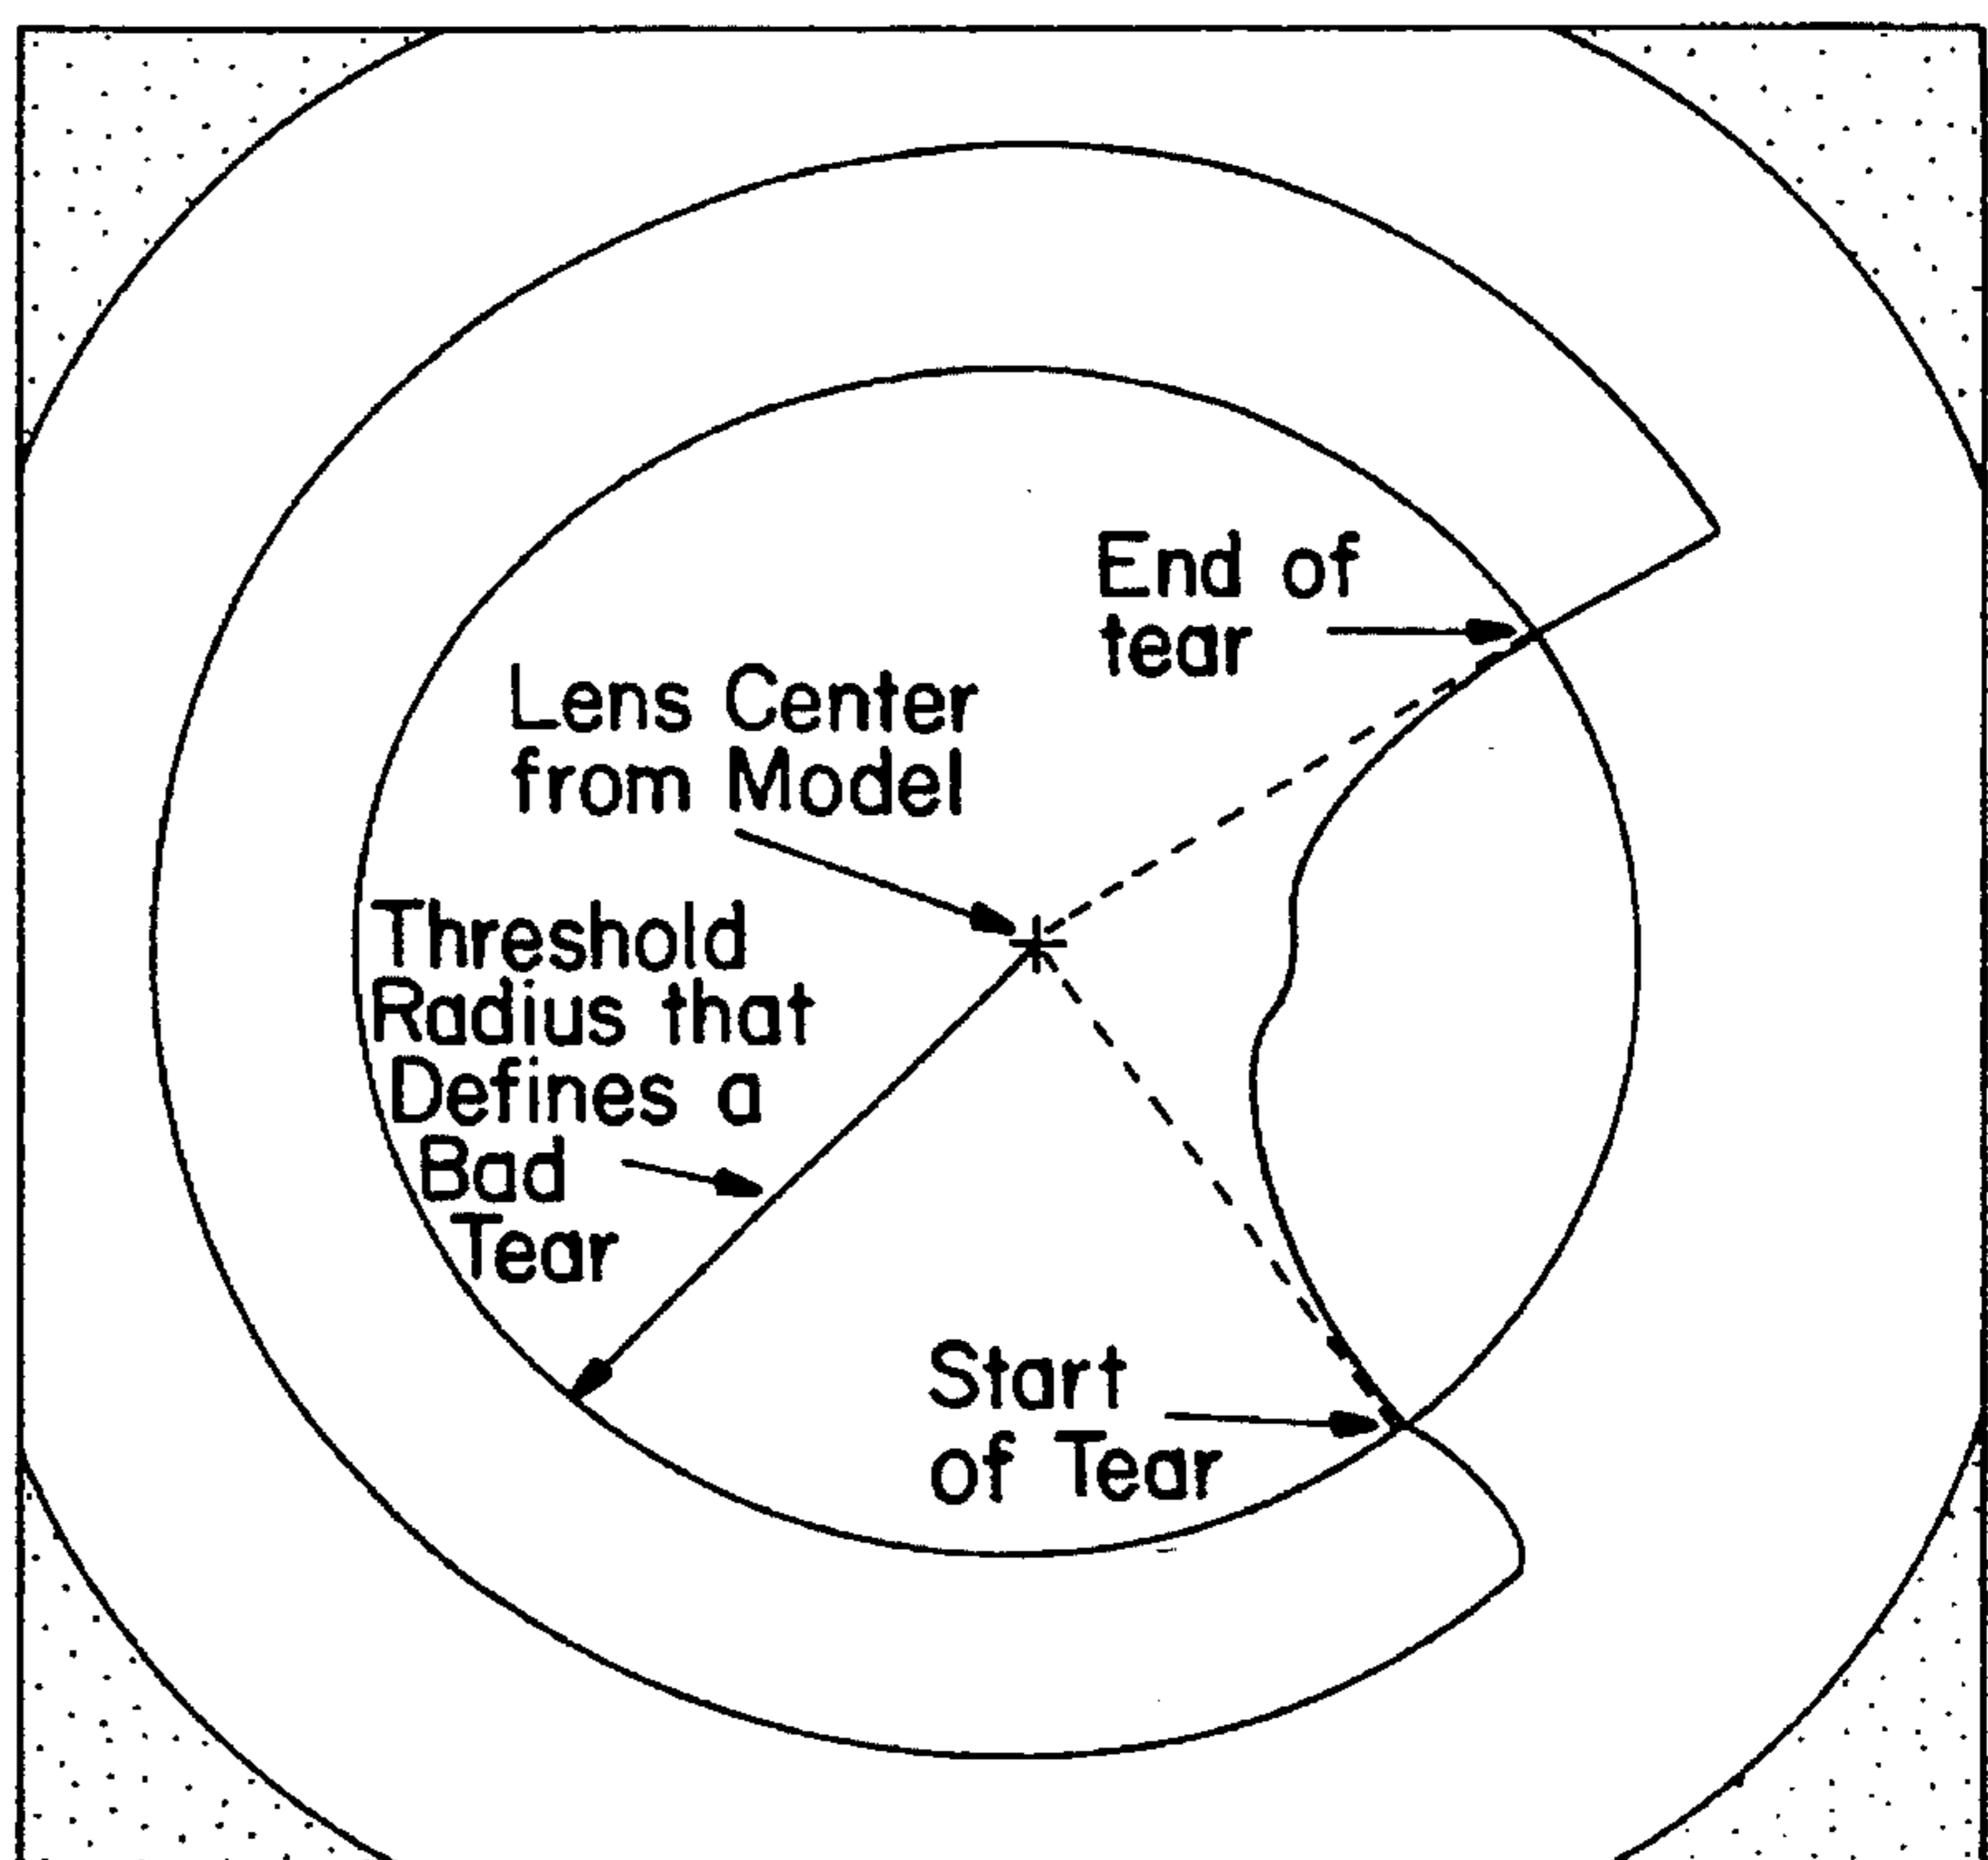 End of
tear
Lens Center
from Model
Threshold
Radius that
Defines a
Bad
Tear
Start
of Tear